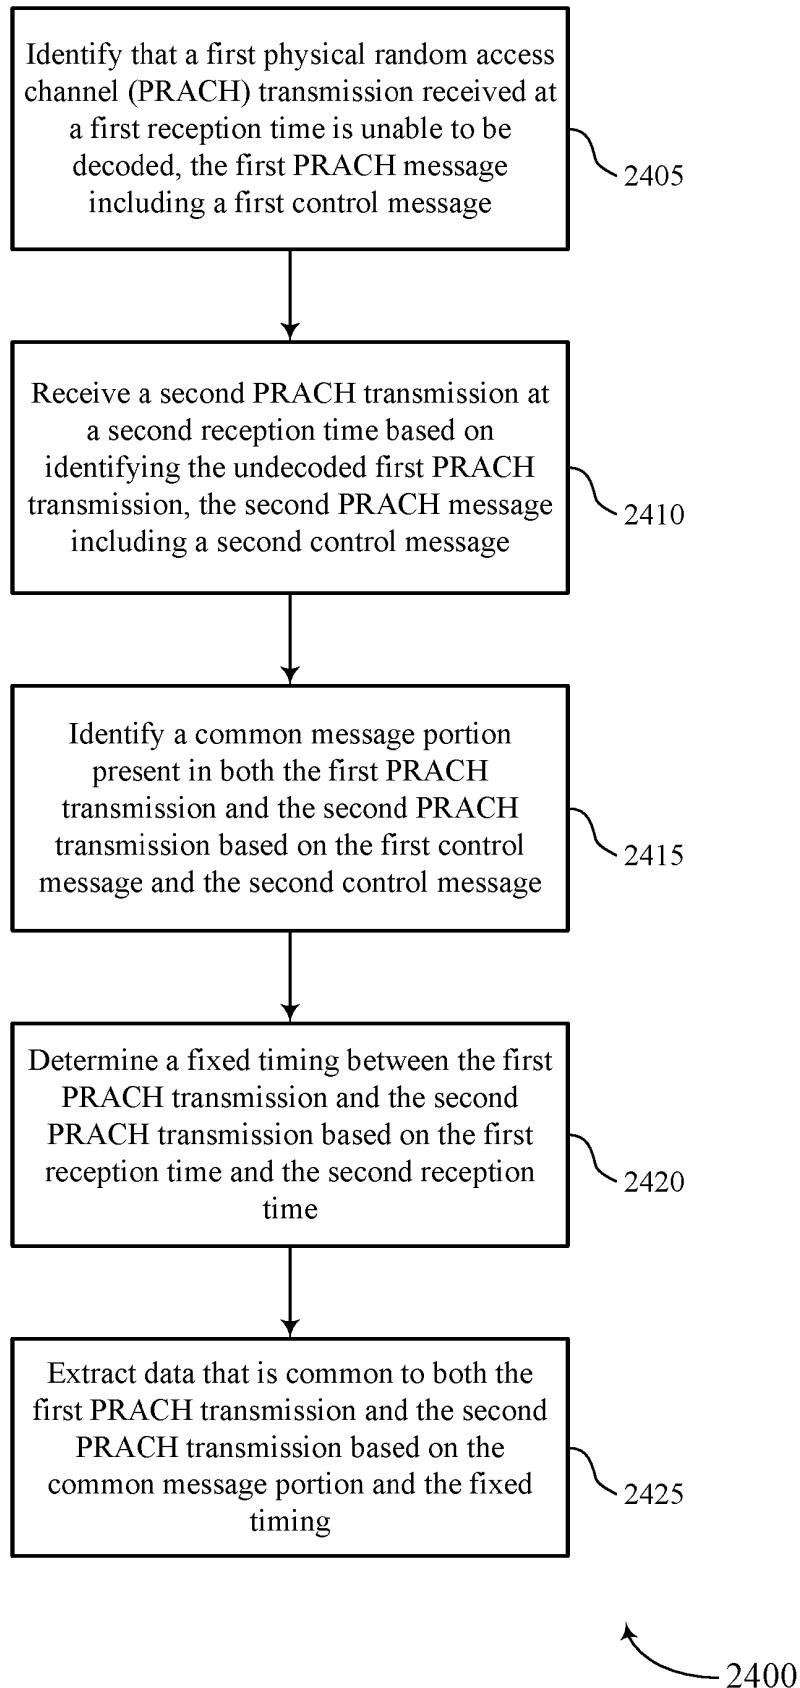 Identify that a first physical random access
channel (PRACH) transmission received at
a first reception time is unable to be
decoded, the first PRACH message
including a first control message
2405
Receive a second PRACH transmission at
a second reception time based on
identifying the undecoded first PRACH
transmission, the second PRACH message
including a second control message
2410
Identify a common message portion
present in both the first PRACH
transmission and the second PRACH
transmission based on the first control
message and the second control message
2415
Determine a fixed timing between the first
PRACH transmission and the second
PRACH transmission based on the first
reception time and the second reception
time
2420
Extract data that is common to both the
first PRACH transmission and the second
PRACH transmission based on the
common message portion and the fixed
timing
2425
2400